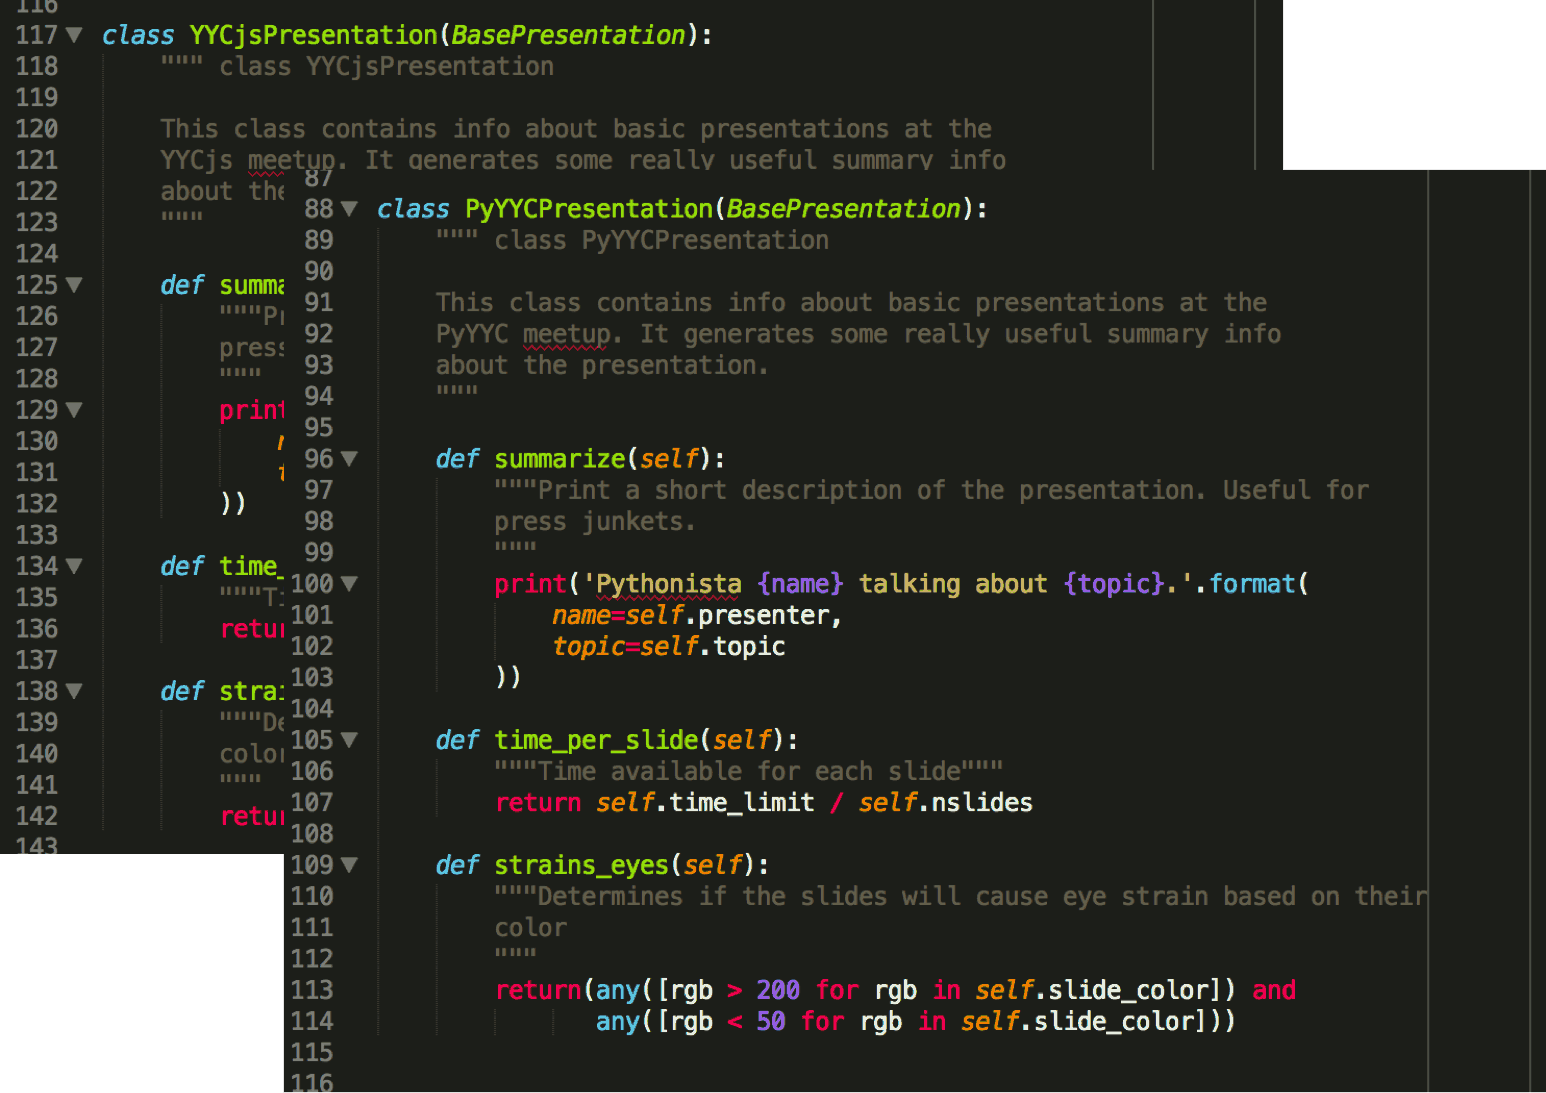 116
117 class YYCjsPresentation(BasePresentation):
118 """ class YYCjsPresentation
119
120 This class contains info about basic presentations at the
121 YYCjs meetup. It generates some really useful summary info
122 about the
123 """
124
125 def summa
126 """Pr
127 press
128 """
129 print
130
131
132 ))
133
134 def time_
135 """Ti
136 retur
137
138 def strai
139 """De
140 color
141 """
142 retur
143
87
88 class PyYYCPresentation(BasePresentation):
89 """ class PyYYCPresentation
90
91 This class contains info about basic presentations at the
92 PyYYC meetup. It generates some really useful summary info
93 about the presentation.
94 """
95
96 def summarize(self):
97 """Print a short description of the presentation. Useful for
98 press junkets.
99 """
100 print('Pythonista {name} talking about {topic}.'.format(
101 name=self.presenter,
102 topic=self.topic
103 ))
104
105 def time_per_slide(self):
106 """Time available for each slide"""
107 return self.time_limit / self.nslides
108
109 def strains_eyes(self):
110 """Determines if the slides will cause eye strain based on their
111 color
112 """
113 return(any([rgb > 200 for rgb in self.slide_color]) and
114 any([rgb < 50 for rgb in self.slide_color]))
115
116